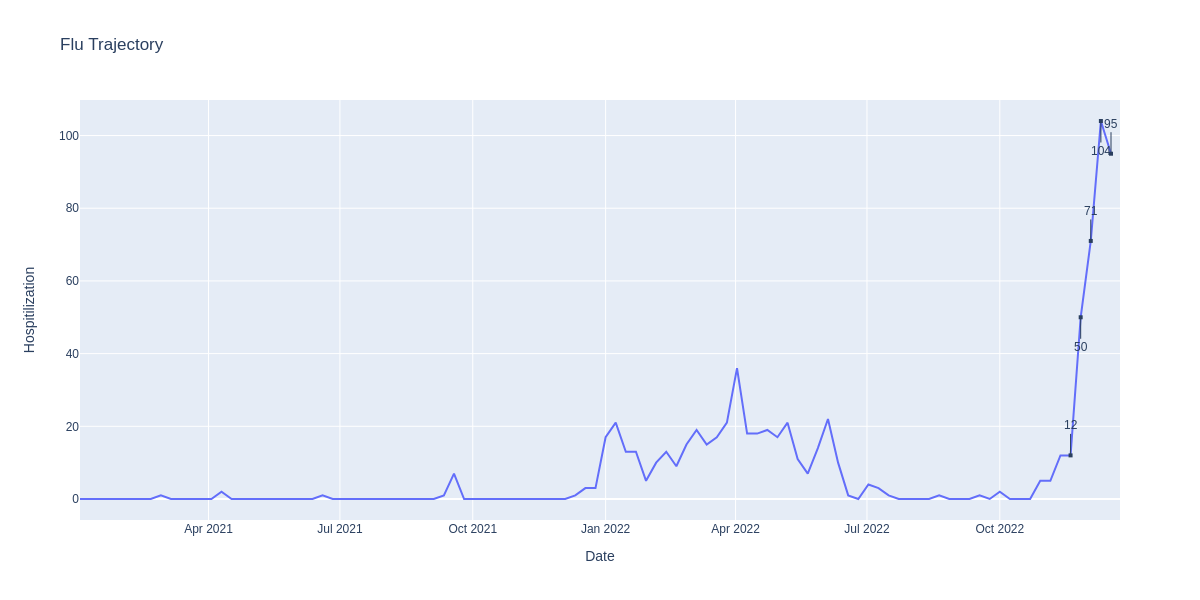 Flu Trajectory
100
80
60
40
20
0
Hospitilization
12
50
71
104
95
Apr 2021
Jul 2021
Oct 2021
Jan 2022
Apr 2022
Jul 2022
Oct 2022
Date